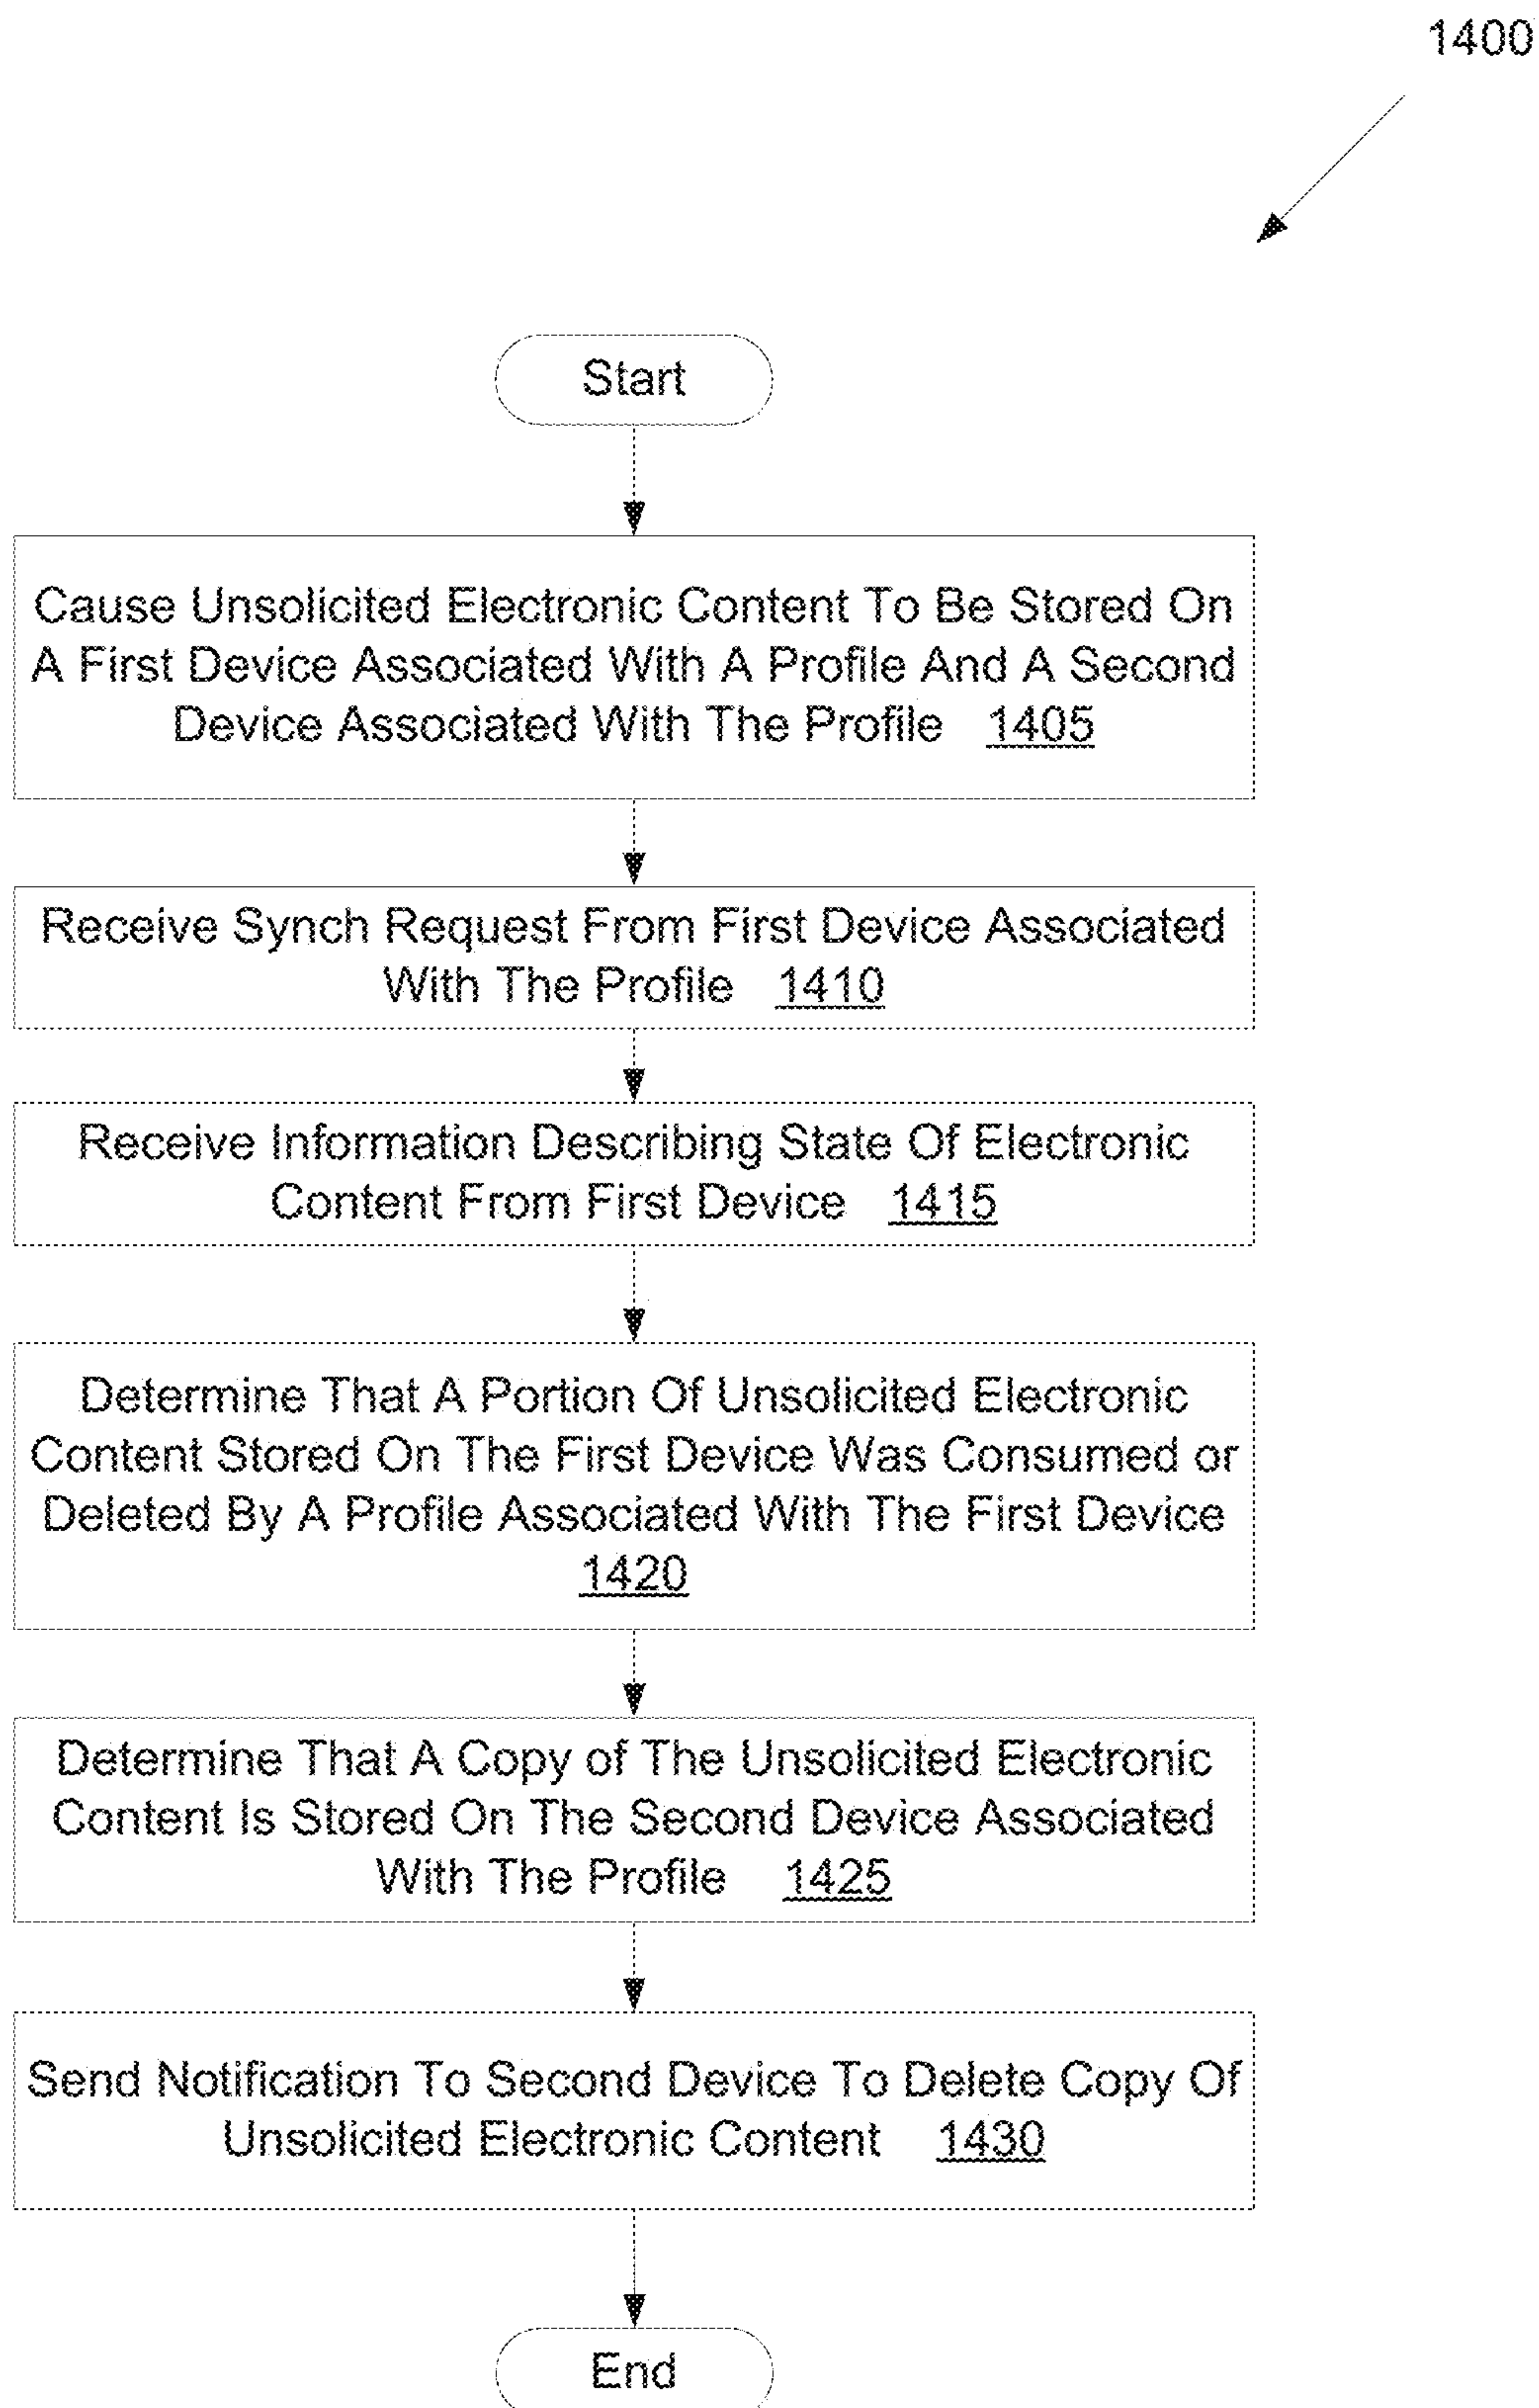 1400
Start
Cause Unsolicited Electronic Content To Be Stored On
A First Device Associated With A Profile And A Second
Device Associated With The Profile 1405
Receive Synch Request From First Device Associated
With The Profile 1410
Receive Information Describing State Of Electronic
Content From First Device 1415
Determine That A Portion Of Unsolicited Electronic
Content Stored On The First Device Was Consumed or
Deleted By A Profile Associated With The First Device
1420
Determine That A Copy of The Unsolicited Electronic
Content Is Stored On The Second Device Associated
With The Profile 1425
Send Notification To Second Device To Delete Copy Of
Unsolicited Electronic Content 1430
End